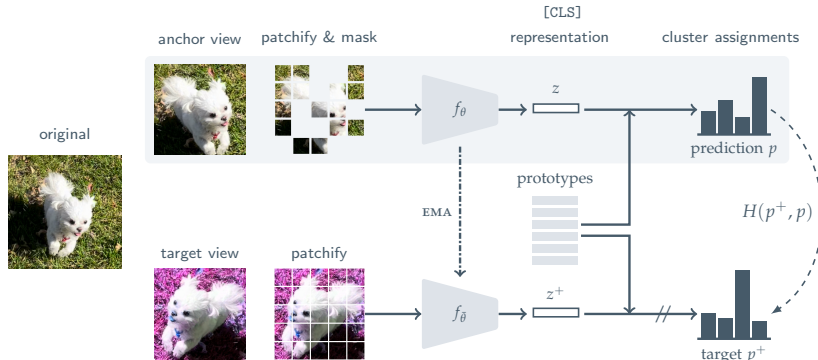 [CLS]
anchor view
patchify & mask
representation
cluster assignments
original
f_θ
z
prediction p
EMA
prototypes
H(p⁺, p)
target view
patchify
f_θ̄
z⁺
//
target p⁺